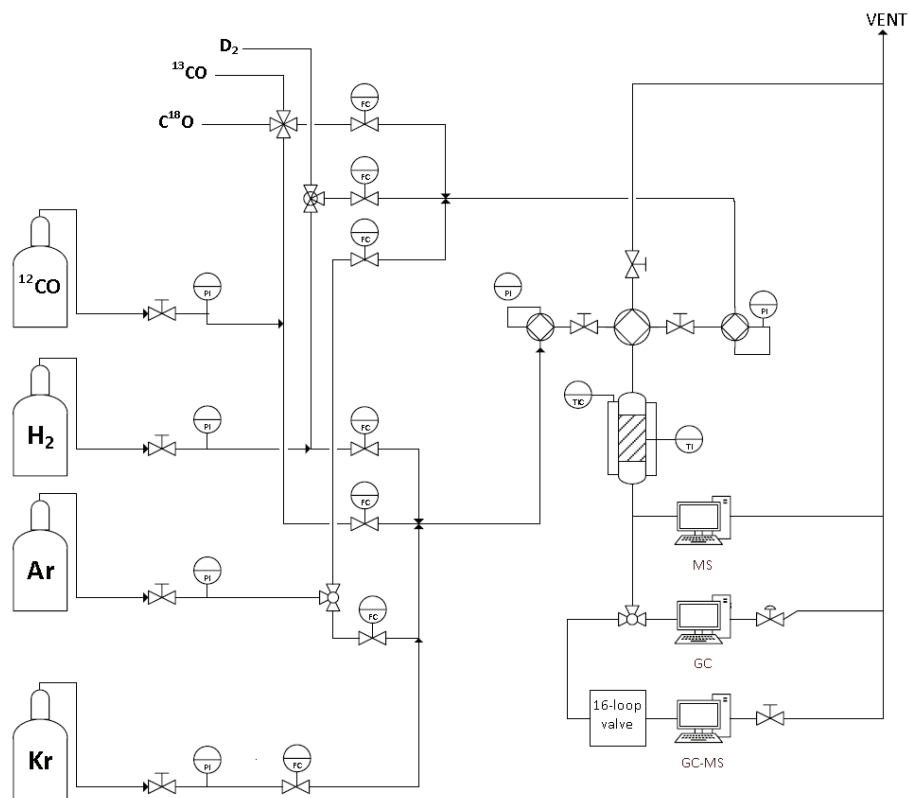 VENT
D₂
¹³CO
C¹⁸O
FC
FC
FC
¹²CO
PI
PI
PI
TIC
TI
H₂
PI
FC
FC
Ar
PI
FC
MS
GC
16-loop
valve
GC-MS
Kr
PI
FC